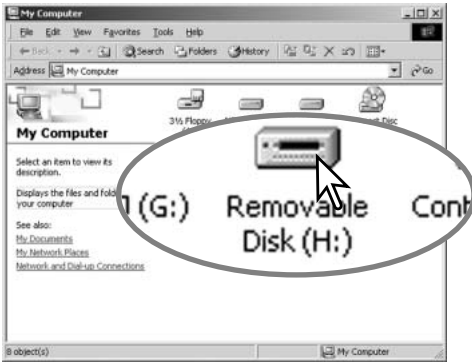 My Computer
File Edit View Favorites Tools Help
Back Search Folders History
Address My Computer Go
3½ Floppy Disc
My Computer
Select an item to view its
description.
Displays the files and
your computer
See also:
My Documents
My Network Places
Network and Dial-up Connections
(G:) Removable
Disk (H:)
8 object(s) My Computer